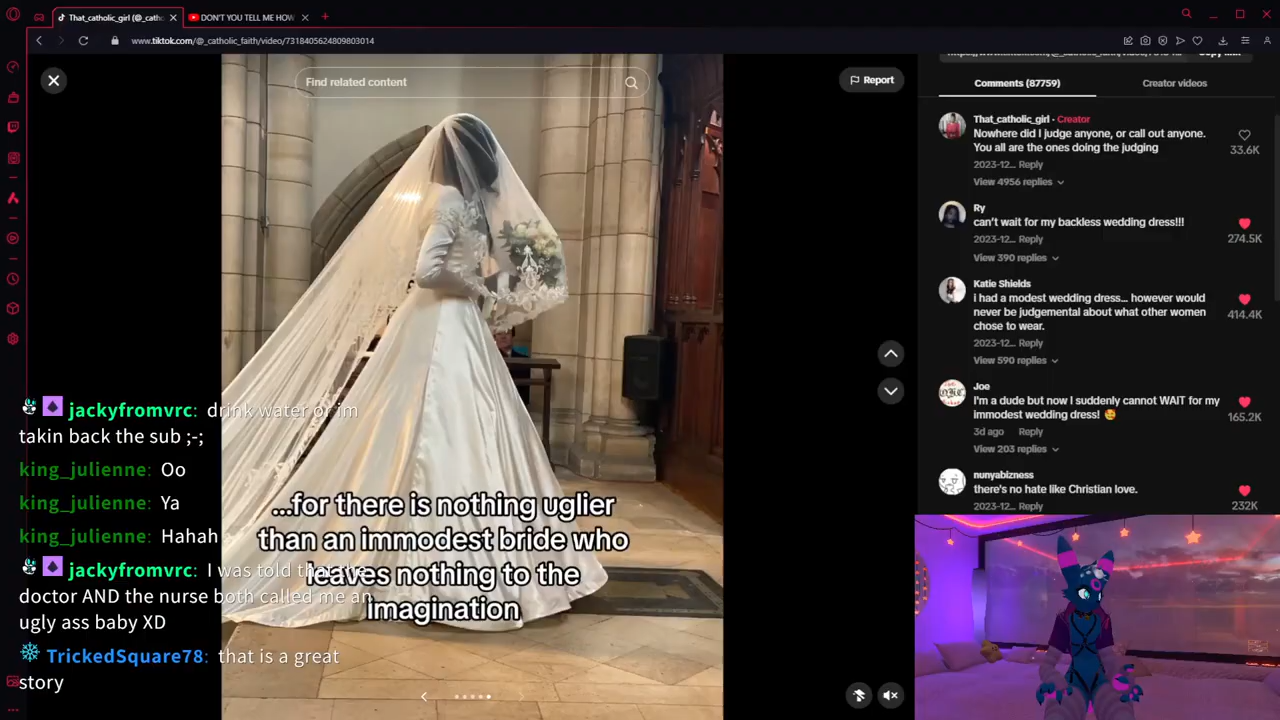 That_catholic_girl (@_cathc
DON'T YOU TELL ME HOW
www.tiktok.com/@_catholic_faith/video/7318405624809803014
Find related content
Report
Comments (87759)
Creator videos
That_catholic_girl · Creator
Nowhere did I judge anyone, or call out anyone.
You all are the ones doing the judging
2023-12... Reply
33.6K
View 4956 replies
Ry
can't wait for my backless wedding dress!!!
2023-12... Reply
274.5K
View 390 replies
Katie Shields
i had a modest wedding dress... however would
never be judgemental about what other women
chose to wear.
2023-12... Reply
414.4K
View 590 replies
Joe
I'm a dude but now I suddenly cannot WAIT for my
immodest wedding dress! 🥰
3d ago Reply
165.2K
View 203 replies
nunyabizness
there's no hate like Christian love.
2023-12... Reply
232K
...for there is nothing uglier
than an immodest bride who
leaves nothing to the
imagination
jackyfromvrc: drink water or im
takin back the sub ;-;
king_julienne: Oo
king_julienne: Ya
king_julienne: Hahah
jackyfromvrc: I was told that the
doctor AND the nurse both called me an
ugly ass baby XD
TrickedSquare78: that is a great
story